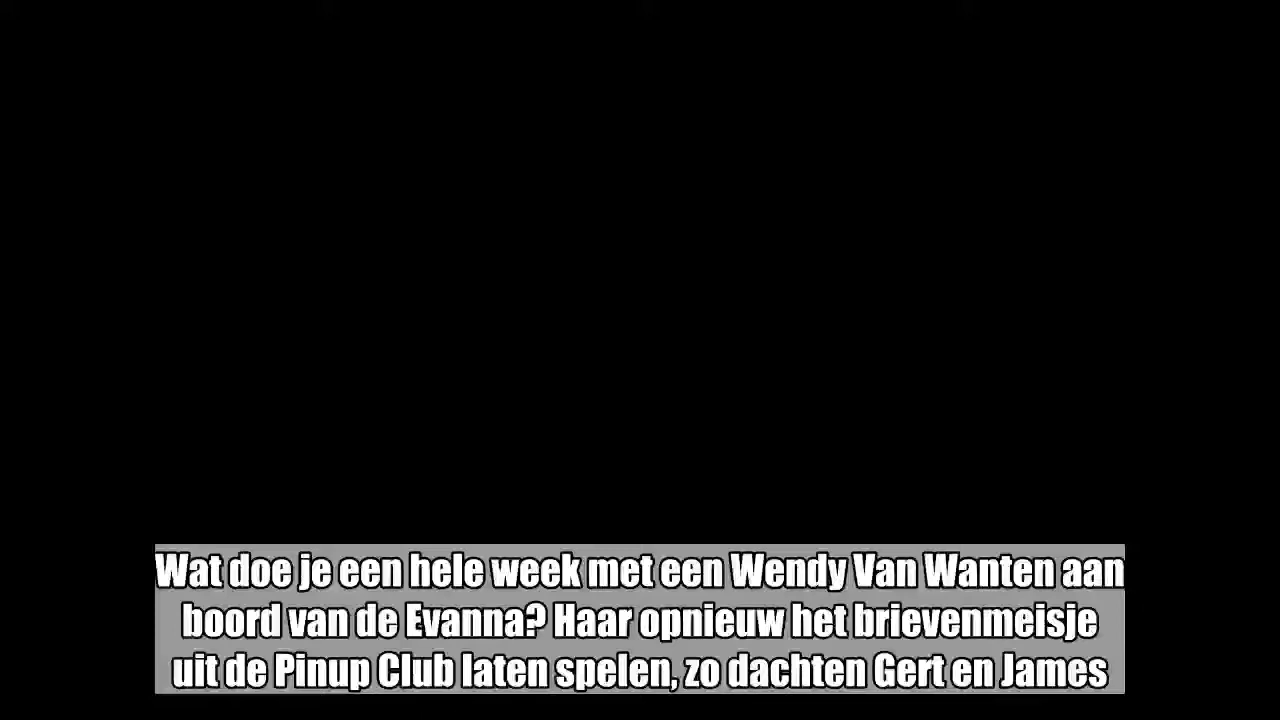 Wat doe je een hele week met een Wendy Van Wanten aan
boord van de Evanna? Haar opnieuw het brievenmeisje
uit de Pinup Club laten spelen, zo dachten Gert en James